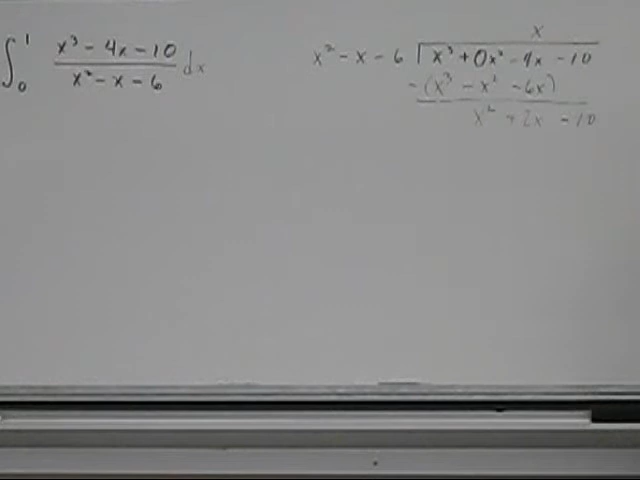 ∫₀¹ (x³ - 4x - 10)/(x² - x - 6) dx
x
x² - x - 6 ) x³ + 0x² - 4x - 10
- (x³ - x² - 6x)
x² + 2x - 10